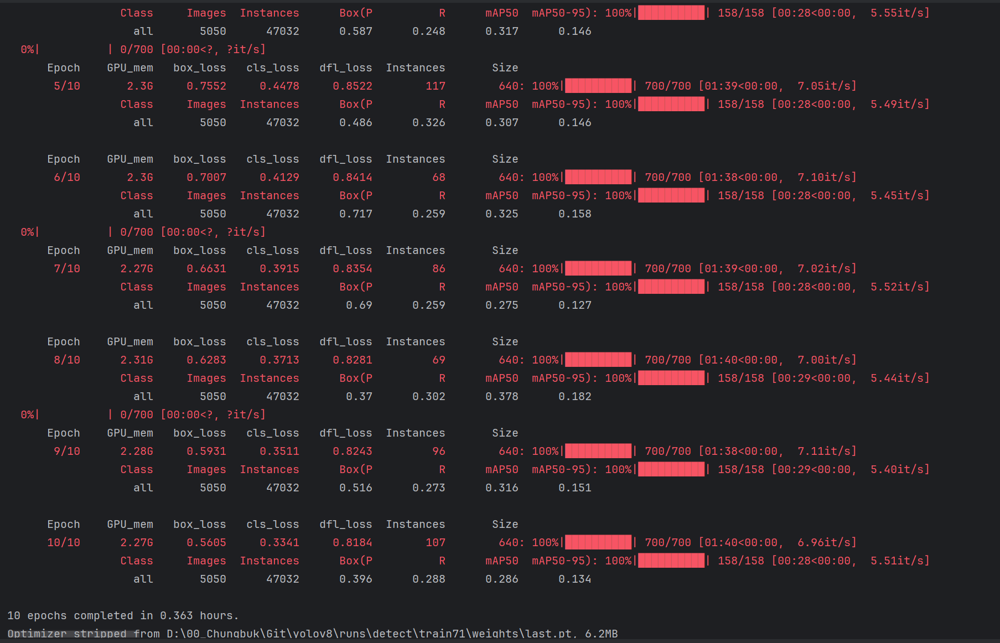 Class Images Instances Box(P R mAP50 mAP50-95): 100%|██████████| 158/158 [00:28<00:00, 5.55it/s]
all 5050 47032 0.587 0.248 0.317 0.146
0%| | 0/700 [00:00<?, ?it/s]
Epoch GPU_mem box_loss cls_loss dfl_loss Instances Size
5/10 2.3G 0.7552 0.4478 0.8522 117 640: 100%|██████████| 700/700 [01:39<00:00, 7.05it/s]
Class Images Instances Box(P R mAP50 mAP50-95): 100%|██████████| 158/158 [00:28<00:00, 5.49it/s]
all 5050 47032 0.486 0.326 0.307 0.146
Epoch GPU_mem box_loss cls_loss dfl_loss Instances Size
6/10 2.3G 0.7007 0.4129 0.8414 68 640: 100%|██████████| 700/700 [01:38<00:00, 7.10it/s]
Class Images Instances Box(P R mAP50 mAP50-95): 100%|██████████| 158/158 [00:28<00:00, 5.45it/s]
all 5050 47032 0.717 0.259 0.325 0.158
0%| | 0/700 [00:00<?, ?it/s]
Epoch GPU_mem box_loss cls_loss dfl_loss Instances Size
7/10 2.27G 0.6631 0.3915 0.8354 86 640: 100%|██████████| 700/700 [01:39<00:00, 7.02it/s]
Class Images Instances Box(P R mAP50 mAP50-95): 100%|██████████| 158/158 [00:28<00:00, 5.52it/s]
all 5050 47032 0.69 0.259 0.275 0.127
Epoch GPU_mem box_loss cls_loss dfl_loss Instances Size
8/10 2.31G 0.6283 0.3713 0.8281 69 640: 100%|██████████| 700/700 [01:40<00:00, 7.00it/s]
Class Images Instances Box(P R mAP50 mAP50-95): 100%|██████████| 158/158 [00:29<00:00, 5.44it/s]
all 5050 47032 0.37 0.302 0.378 0.182
0%| | 0/700 [00:00<?, ?it/s]
Epoch GPU_mem box_loss cls_loss dfl_loss Instances Size
9/10 2.28G 0.5931 0.3511 0.8243 96 640: 100%|██████████| 700/700 [01:38<00:00, 7.11it/s]
Class Images Instances Box(P R mAP50 mAP50-95): 100%|██████████| 158/158 [00:29<00:00, 5.40it/s]
all 5050 47032 0.516 0.273 0.316 0.151
Epoch GPU_mem box_loss cls_loss dfl_loss Instances Size
10/10 2.27G 0.5605 0.3341 0.8184 107 640: 100%|██████████| 700/700 [01:40<00:00, 6.96it/s]
Class Images Instances Box(P R mAP50 mAP50-95): 100%|██████████| 158/158 [00:28<00:00, 5.51it/s]
all 5050 47032 0.396 0.288 0.286 0.134
10 epochs completed in 0.363 hours.
Optimizer stripped from D:\00_Chungbuk\Git\yolov8\runs\detect\train71\weights\last.pt, 6.2MB